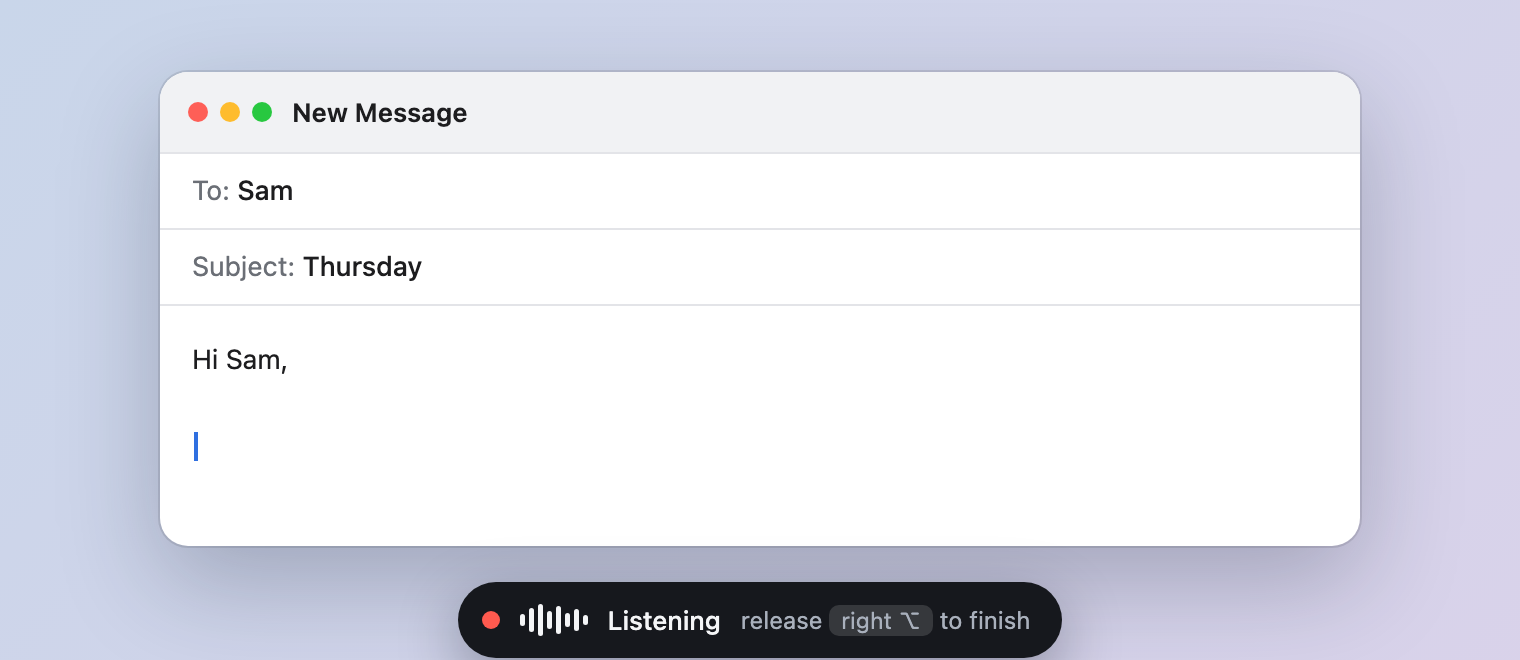 New Message
To: Sam
Subject: Thursday
Hi Sam,
Listening release right ⌥ to finish